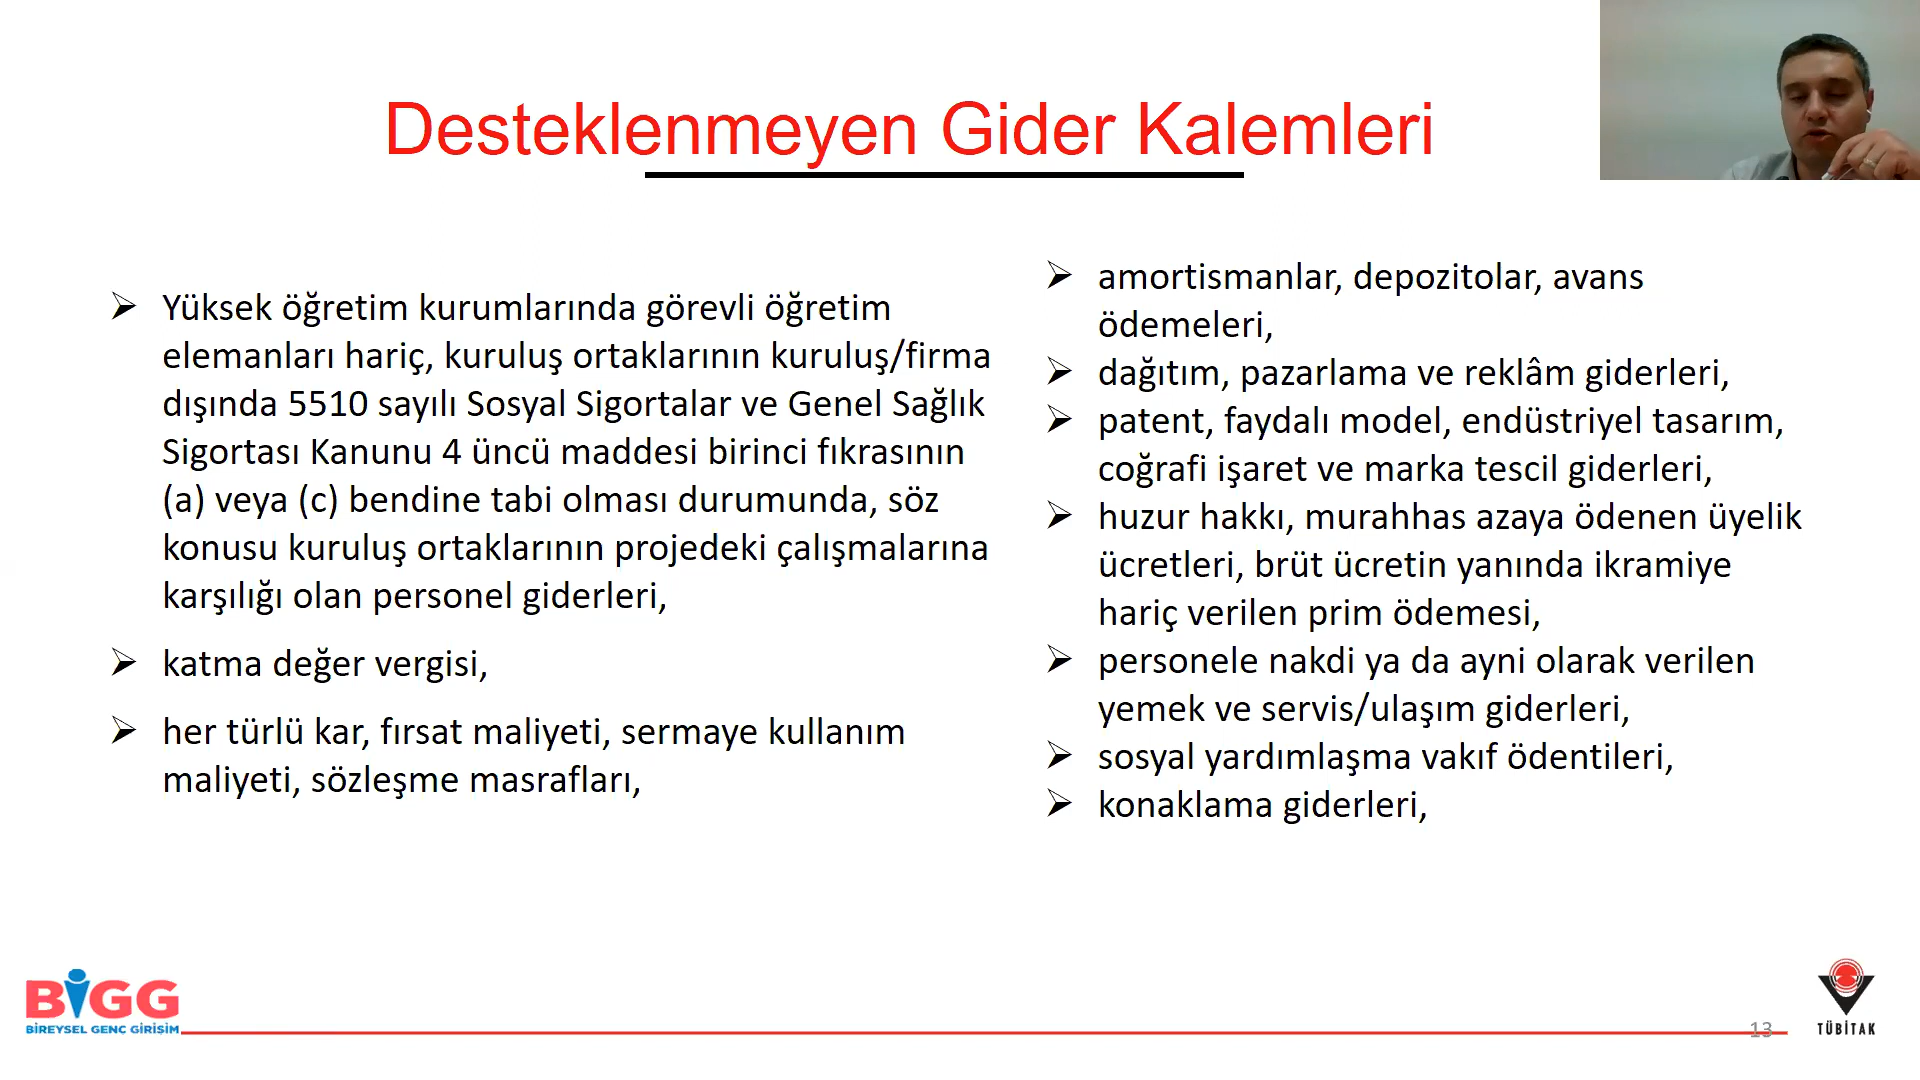 Desteklenmeyen Gider Kalemleri
Yüksek öğretim kurumlarında görevli öğretim
elemanları hariç, kuruluş ortaklarının kuruluş/firma
dışında 5510 sayılı Sosyal Sigortalar ve Genel Sağlık
Sigortası Kanunu 4 üncü maddesi birinci fıkrasının
(a) veya (c) bendine tabi olması durumunda, söz
konusu kuruluş ortaklarının projedeki çalışmalarına
karşılığı olan personel giderleri,
katma değer vergisi,
her türlü kar, fırsat maliyeti, sermaye kullanım
maliyeti, sözleşme masrafları,
amortismanlar, depozitolar, avans
ödemeleri,
dağıtım, pazarlama ve reklâm giderleri,
patent, faydalı model, endüstriyel tasarım,
coğrafi işaret ve marka tescil giderleri,
huzur hakkı, murahhas azaya ödenen üyelik
ücretleri, brüt ücretin yanında ikramiye
hariç verilen prim ödemesi,
personele nakdi ya da ayni olarak verilen
yemek ve servis/ulaşım giderleri,
sosyal yardımlaşma vakıf ödentileri,
konaklama giderleri,
BİGG
BİREYSEL GENÇ GİRİŞİM
13
TÜBİTAK